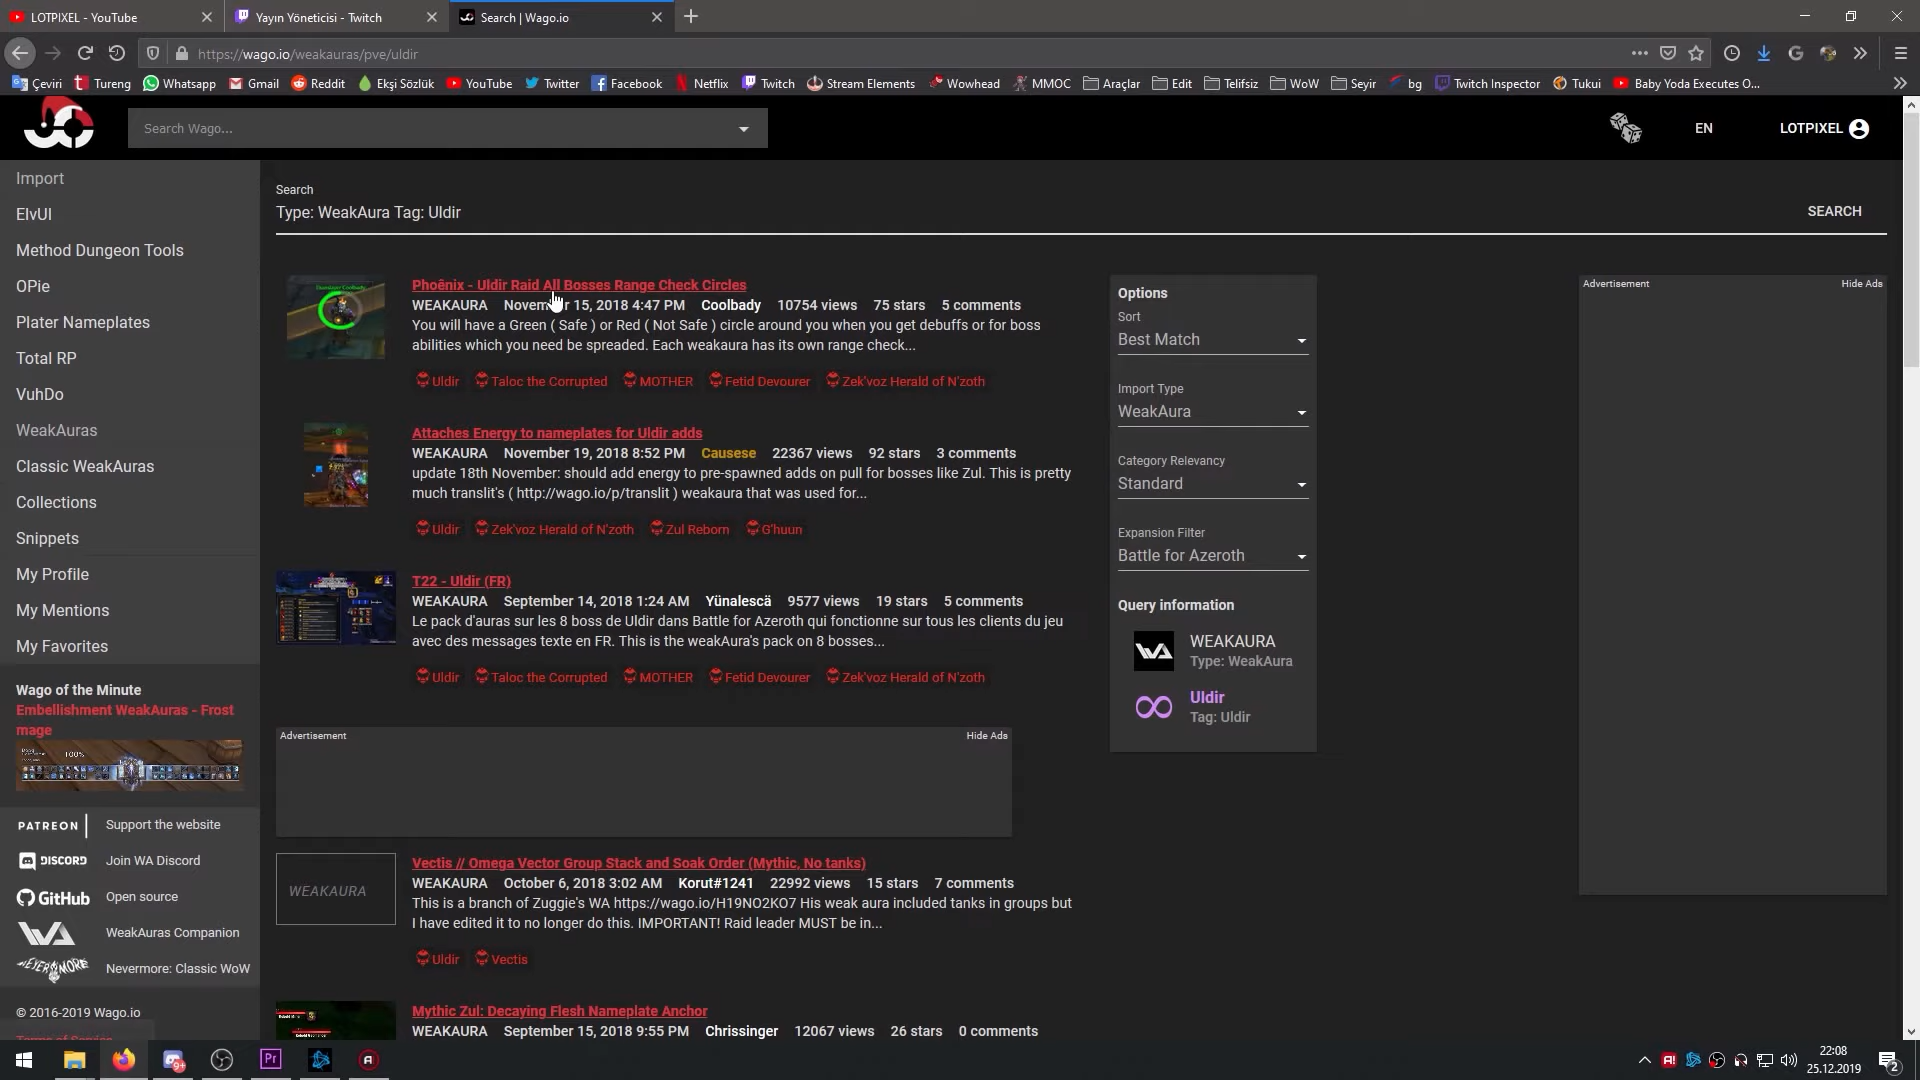 LOTPIXEL - YouTube
Yayın Yöneticisi - Twitch
Search | Wago.io
https://wago.io/weakauras/pve/uldir
Çeviri Tureng Whatsapp Gmail Reddit Ekşi Sözlük YouTube Twitter Facebook Netflix Twitch Stream Elements Wowhead MMOC Araçlar Edit Telifsiz WoW Seyir bg Twitch Inspector Tukui Baby Yoda Executes O...
Search Wago...
EN
LOTPIXEL
Import
ElvUI
Method Dungeon Tools
OPie
Plater Nameplates
Total RP
VuhDo
WeakAuras
Classic WeakAuras
Collections
Snippets
My Profile
My Mentions
My Favorites
Wago of the Minute
Embellishment WeakAuras - Frost
mage
100%
PATREON Support the website
DISCORD Join WA Discord
GitHub Open source
WeakAuras Companion
NEVERMORE Nevermore: Classic WoW
© 2016-2019 Wago.io
Terms of Service
Search
Type: WeakAura Tag: Uldir
SEARCH
Phoênix - Uldir Raid All Bosses Range Check Circles
WEAKAURA November 15, 2018 4:47 PM Coolbady 10754 views 75 stars 5 comments
You will have a Green ( Safe ) or Red ( Not Safe ) circle around you when you get debuffs or for boss
abilities which you need be spreaded. Each weakaura has its own range check...
Uldir Taloc the Corrupted MOTHER Fetid Devourer Zek'voz Herald of N'zoth
Attaches Energy to nameplates for Uldir adds
WEAKAURA November 19, 2018 8:52 PM Causese 22367 views 92 stars 3 comments
update 18th November: should add energy to pre-spawned adds on pull for bosses like Zul. This is pretty
much translit's ( http://wago.io/p/translit ) weakaura that was used for...
Uldir Zek'voz Herald of N'zoth Zul Reborn G'huun
T22 - Uldir (FR)
WEAKAURA September 14, 2018 1:24 AM Yünalescä 9577 views 19 stars 5 comments
Le pack d'auras sur les 8 boss de Uldir dans Battle for Azeroth qui fonctionne sur tous les clients du jeu
avec des messages texte en FR. This is the weakAura's pack on 8 bosses...
Uldir Taloc the Corrupted MOTHER Fetid Devourer Zek'voz Herald of N'zoth
Advertisement Hide Ads
WEAKAURA
Vectis // Omega Vector Group Stack and Soak Order (Mythic, No tanks)
WEAKAURA October 6, 2018 3:02 AM Korut#1241 22992 views 15 stars 7 comments
This is a branch of Zuggie's WA https://wago.io/H19NO2KO7 His weak aura included tanks in groups but
I have edited it to no longer do this. IMPORTANT! Raid leader MUST be in...
Uldir Vectis
Mythic Zul: Decaying Flesh Nameplate Anchor
WEAKAURA September 15, 2018 9:55 PM Chrissinger 12067 views 26 stars 0 comments
Options
Sort
Best Match
Import Type
WeakAura
Category Relevancy
Standard
Expansion Filter
Battle for Azeroth
Query information
WEAKAURA
Type: WeakAura
Uldir
Tag: Uldir
Advertisement Hide Ads
9+
Pr
22:08
25.12.2019
2